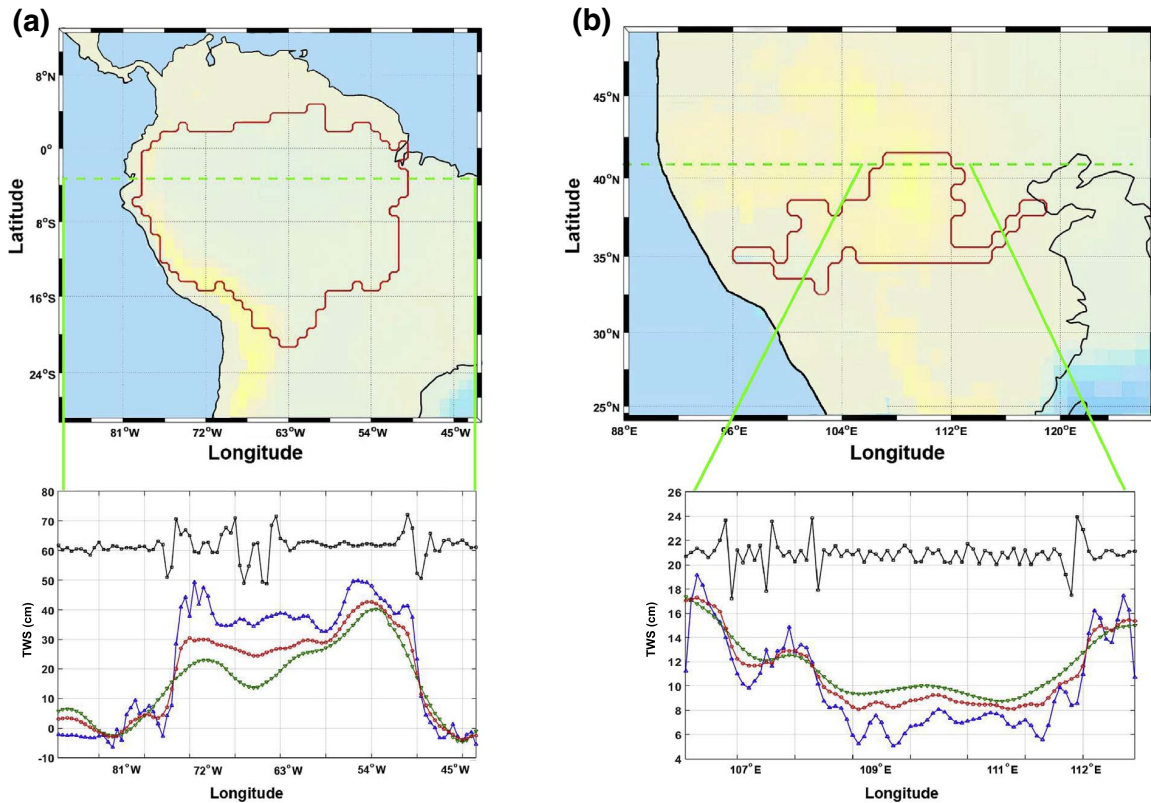 (a)
8°N
0°
8°S
16°S
24°S
Latitude
81°W 72°W 63°W 54°W 45°W
Longitude
80
70
60
50
40
30
20
10
0
-10
TWS (cm)
81°W 72°W 63°W 54°W 45°W
Longitude
(b)
45°N
40°N
35°N
30°N
25°N
Latitude
88°E 96°E 104°E 112°E 120°E
Longitude
26
24
22
20
18
16
14
12
10
8
6
4
TWS (cm)
107°E 109°E 111°E 112°E
Longitude